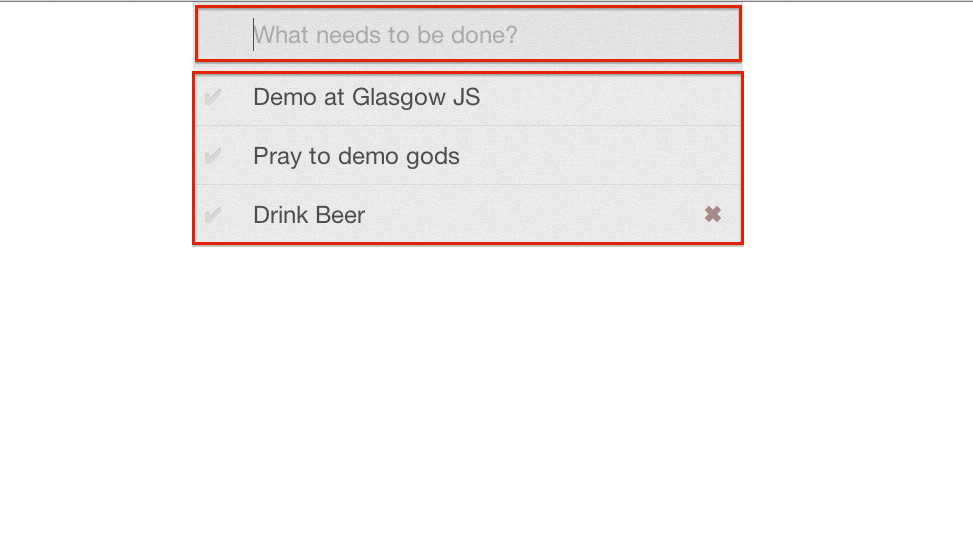 What needs to be done?
Demo at Glasgow JS
Pray to demo gods
Drink Beer